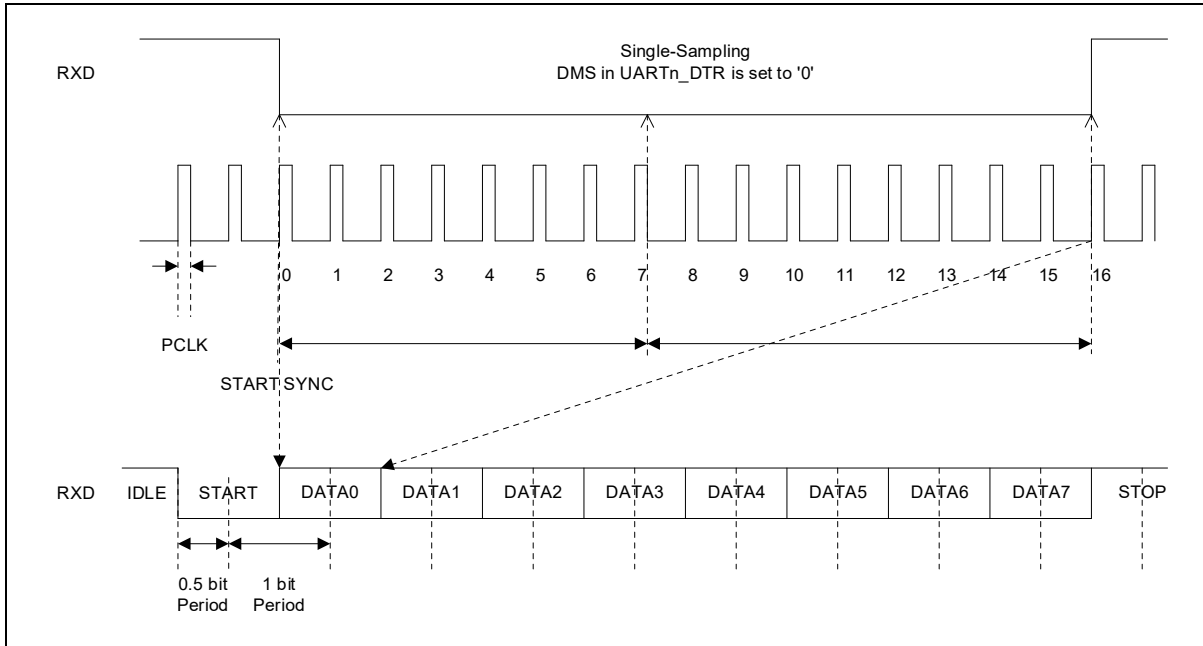 Single-Sampling
DMS in UARTn_DTR is set to '0'
RXD
0 1 2 3 4 5 6 7 8 9 10 11 12 13 14 15 16
PCLK
START SYNC
RXD IDLE START DATA0 DATA1 DATA2 DATA3 DATA4 DATA5 DATA6 DATA7 STOP
0.5 bit 1 bit
Period Period